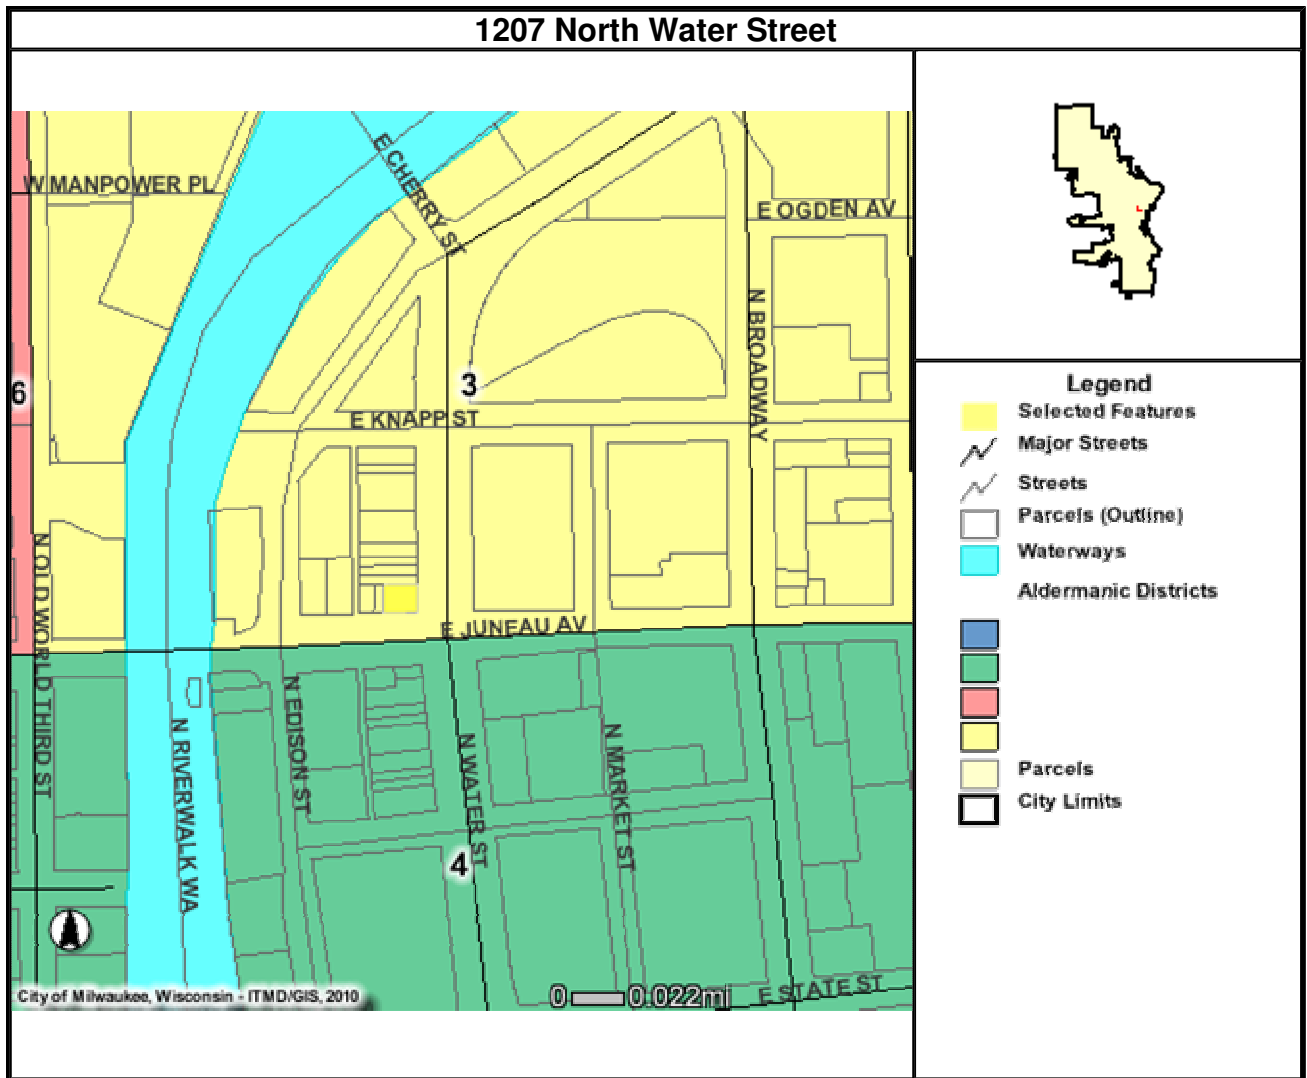 1207 North Water Street
E CHERRY ST
W MANPOWER PL
E OGDEN AV
N BROADWAY
6
3
E KNAPP ST
N OLD WORLD THIRD ST
E JUNEAU AV
N EDISON ST
N RIVERWALK WA
N WATER ST
N MARKET ST
4
E STATE ST
City of Milwaukee, Wisconsin - ITMD/GIS, 2010
0 0.022mi
Legend
Selected Features
Major Streets
Streets
Parcels (Outline)
Waterways
Aldermanic Districts
Parcels
City Limits